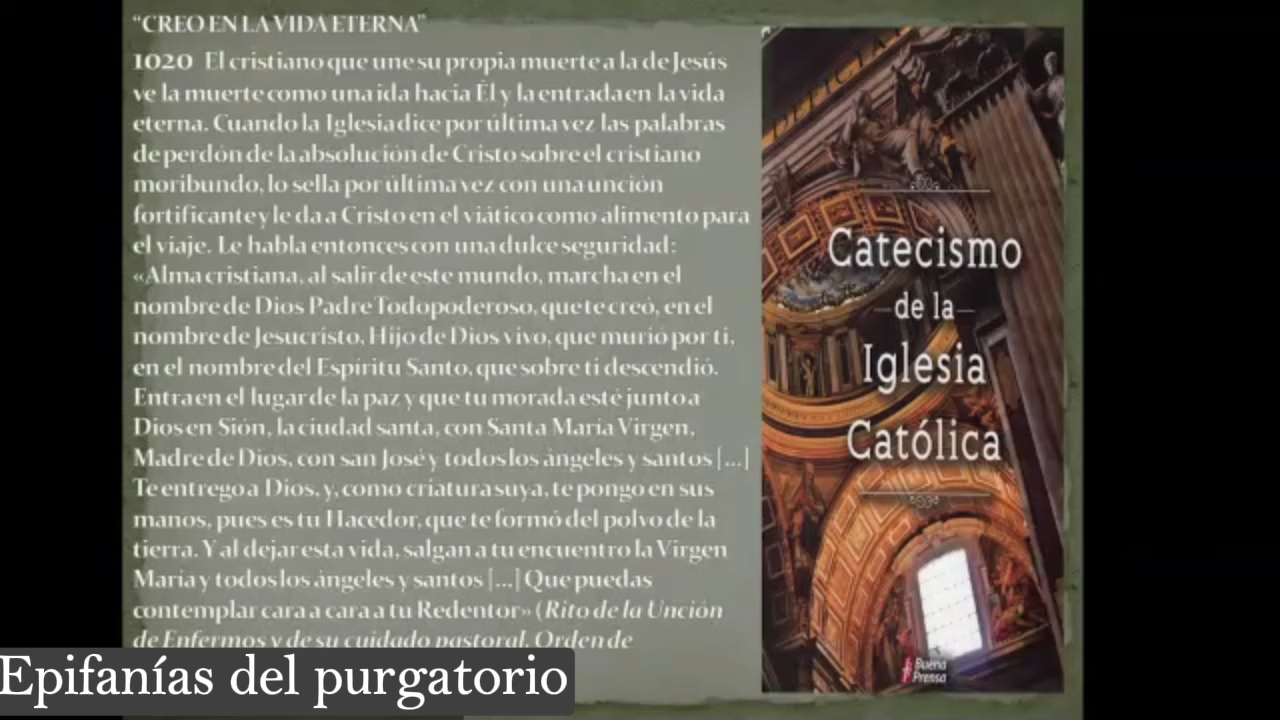 “CREO EN LA VIDA ETERNA”
1020 El cristiano que une su propia muerte a la de Jesús
ve la muerte como una ida hacia Él y la entrada en la vida
eterna. Cuando la Iglesia dice por última vez las palabras
de perdón de la absolución de Cristo sobre el cristiano
moribundo, lo sella por última vez con una unción
fortificante y le da a Cristo en el viático como alimento para
el viaje. Le habla entonces con una dulce seguridad:
«Alma cristiana, al salir de este mundo, marcha en el
nombre de Dios Padre Todopoderoso, que te creó, en el
nombre de Jesucristo, Hijo de Dios vivo, que murió por ti,
en el nombre del Espíritu Santo, que sobre ti descendió.
Entra en el lugar de la paz y que tu morada esté junto a
Dios en Sión, la ciudad santa, con Santa María Virgen,
Madre de Dios, con san José y todos los ángeles y santos [...]
Te entrego a Dios, y, como criatura suya, te pongo en sus
manos, pues es tu Hacedor, que te formó del polvo de la
tierra. Y al dejar esta vida, salgan a tu encuentro la Virgen
María y todos los ángeles y santos [...] Que puedas
contemplar cara a cara a tu Redentor» (Rito de la Unción
de Enfermos y de su cuidado pastoral, Orden de
Catecismo
de la
Iglesia
Católica
Buena
Prensa
Epifanías del purgatorio